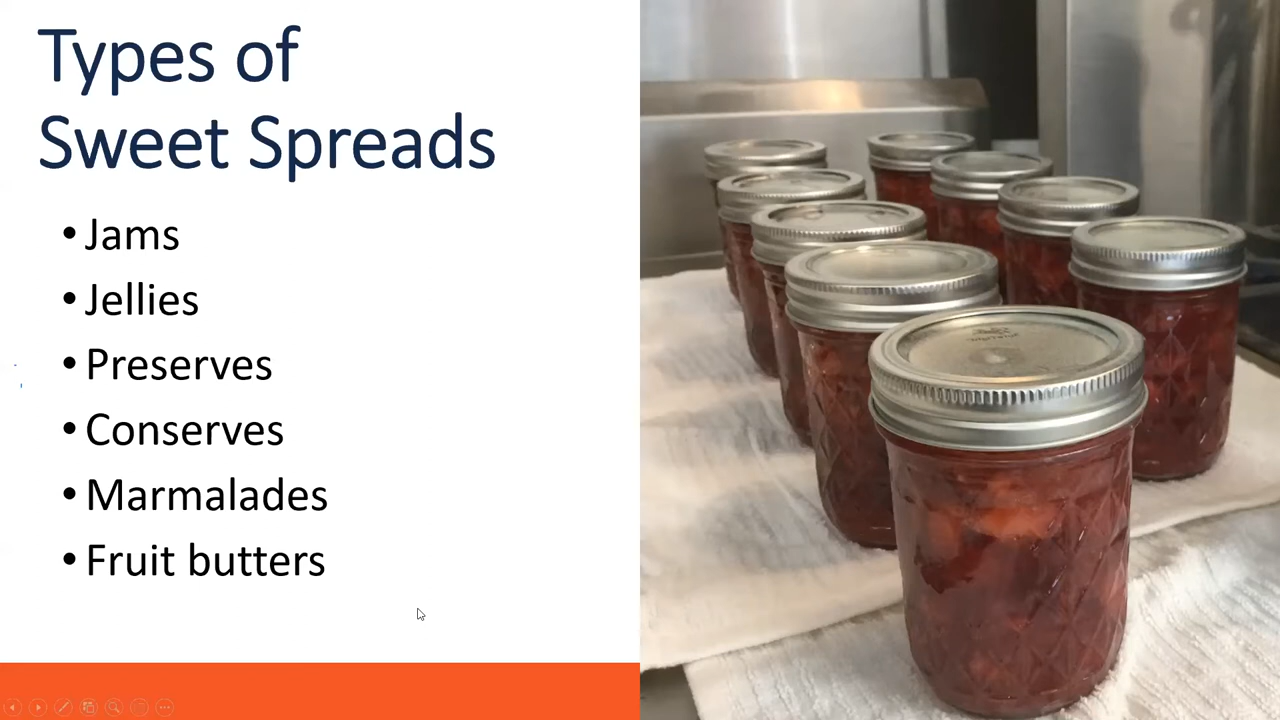 Types of
Sweet Spreads
• Jams
• Jellies
• Preserves
• Conserves
• Marmalades
• Fruit butters